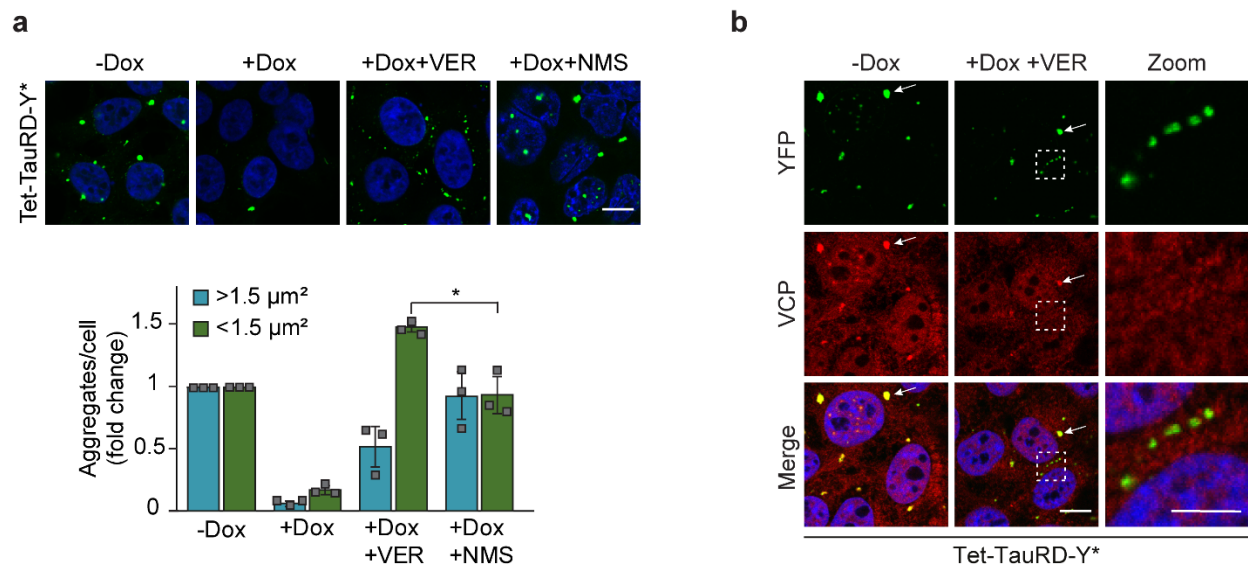 a
-Dox +Dox +Dox+VER +Dox+NMS
Tet-TauRD-Y*
>1.5 µm²
<1.5 µm²
*
Aggregates/cell
(fold change)
1.5
1
0.5
0
-Dox +Dox +Dox +Dox
+VER +NMS
b
-Dox +Dox +VER Zoom
YFP
VCP
Merge
Tet-TauRD-Y*